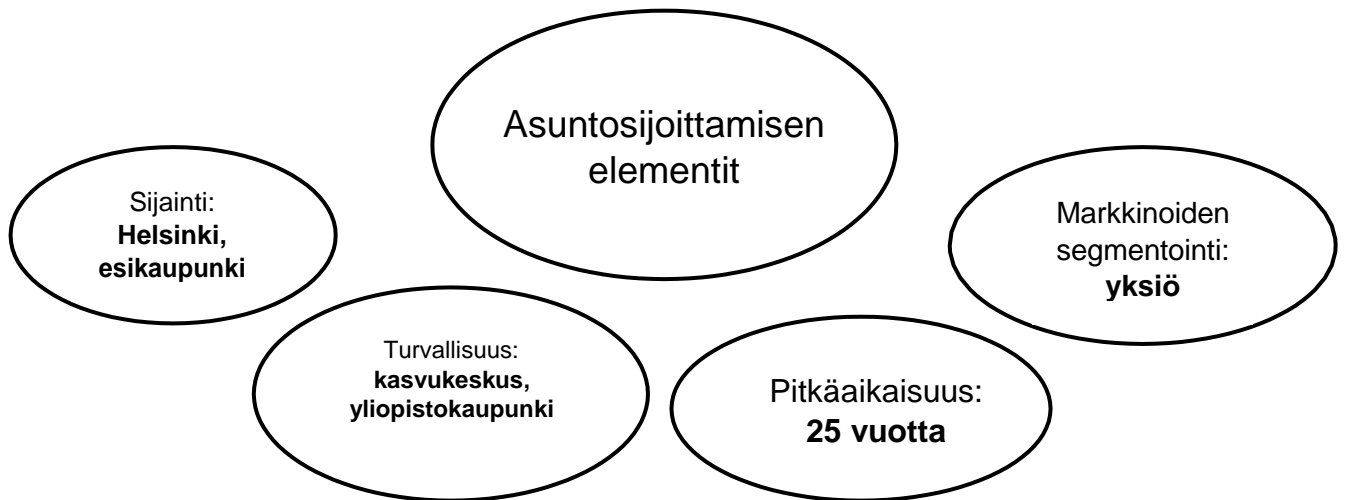 Asuntosijoittamisen
elementit
Sijainti:
Helsinki,
esikaupunki
Turvallisuus:
kasvukeskus,
yliopistokaupunki
Pitkäaikaisuus:
25 vuotta
Markkinoiden
segmentointi:
yksiö